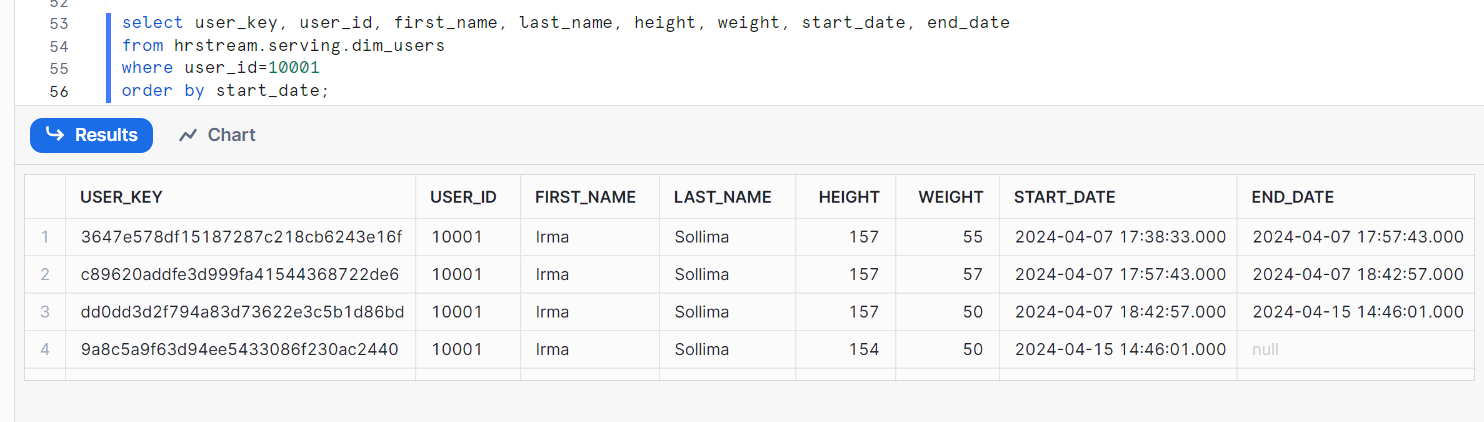 52
53 select user_key, user_id, first_name, last_name, height, weight, start_date, end_date
54 from hrstream.serving.dim_users
55 where user_id=10001
56 order by start_date;
Results Chart
USER_KEY USER_ID FIRST_NAME LAST_NAME HEIGHT WEIGHT START_DATE END_DATE
1 3647e578df15187287c218cb6243e16f 10001 Irma Sollima 157 55 2024-04-07 17:38:33.000 2024-04-07 17:57:43.000
2 c89620addfe3d999fa41544368722de6 10001 Irma Sollima 157 57 2024-04-07 17:57:43.000 2024-04-07 18:42:57.000
3 dd0dd3d2f794a83d73622e3c5b1d86bd 10001 Irma Sollima 157 50 2024-04-07 18:42:57.000 2024-04-15 14:46:01.000
4 9a8c5a9f63d94ee5433086f230ac2440 10001 Irma Sollima 154 50 2024-04-15 14:46:01.000 null